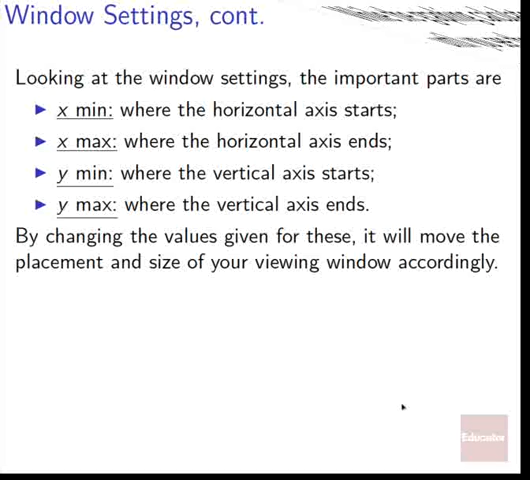 Window Settings, cont.
Looking at the window settings, the important parts are
▶ x min: where the horizontal axis starts;
▶ x max: where the horizontal axis ends;
▶ y min: where the vertical axis starts;
▶ y max: where the vertical axis ends.
By changing the values given for these, it will move the
placement and size of your viewing window accordingly.
Educator